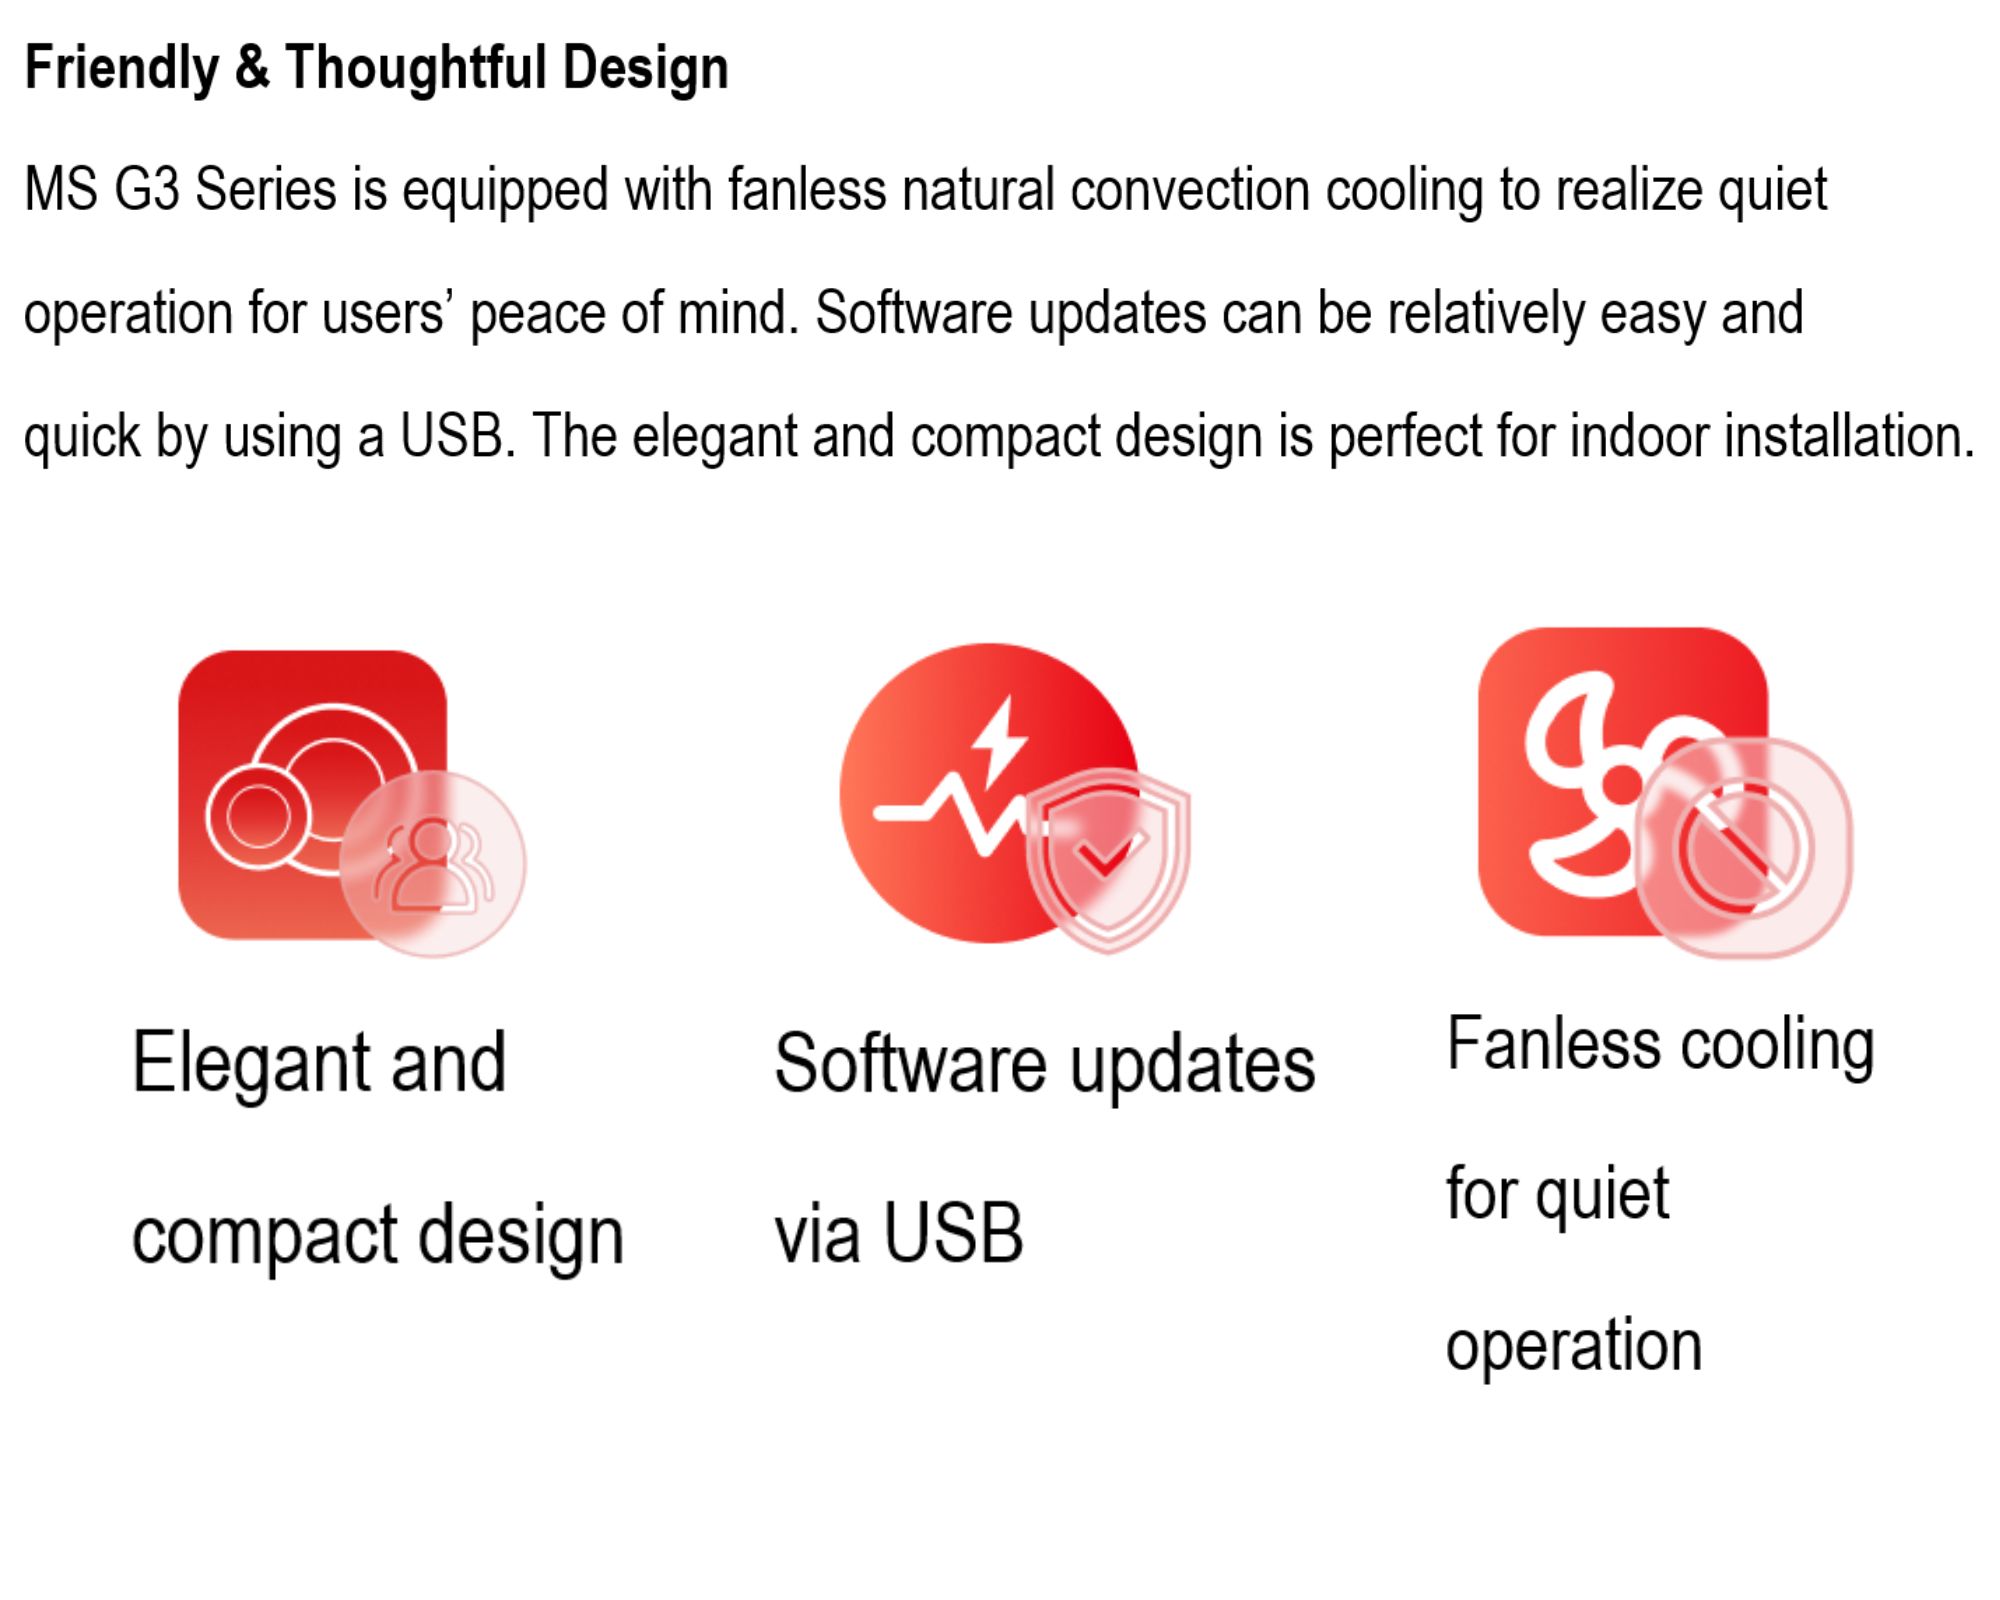 Friendly & Thoughtful Design
MS G3 Series is equipped with fanless natural convection cooling to realize quiet
operation for users’ peace of mind. Software updates can be relatively easy and
quick by using a USB. The elegant and compact design is perfect for indoor installation.
Elegant and
compact design
Software updates
via USB
Fanless cooling
for quiet
operation